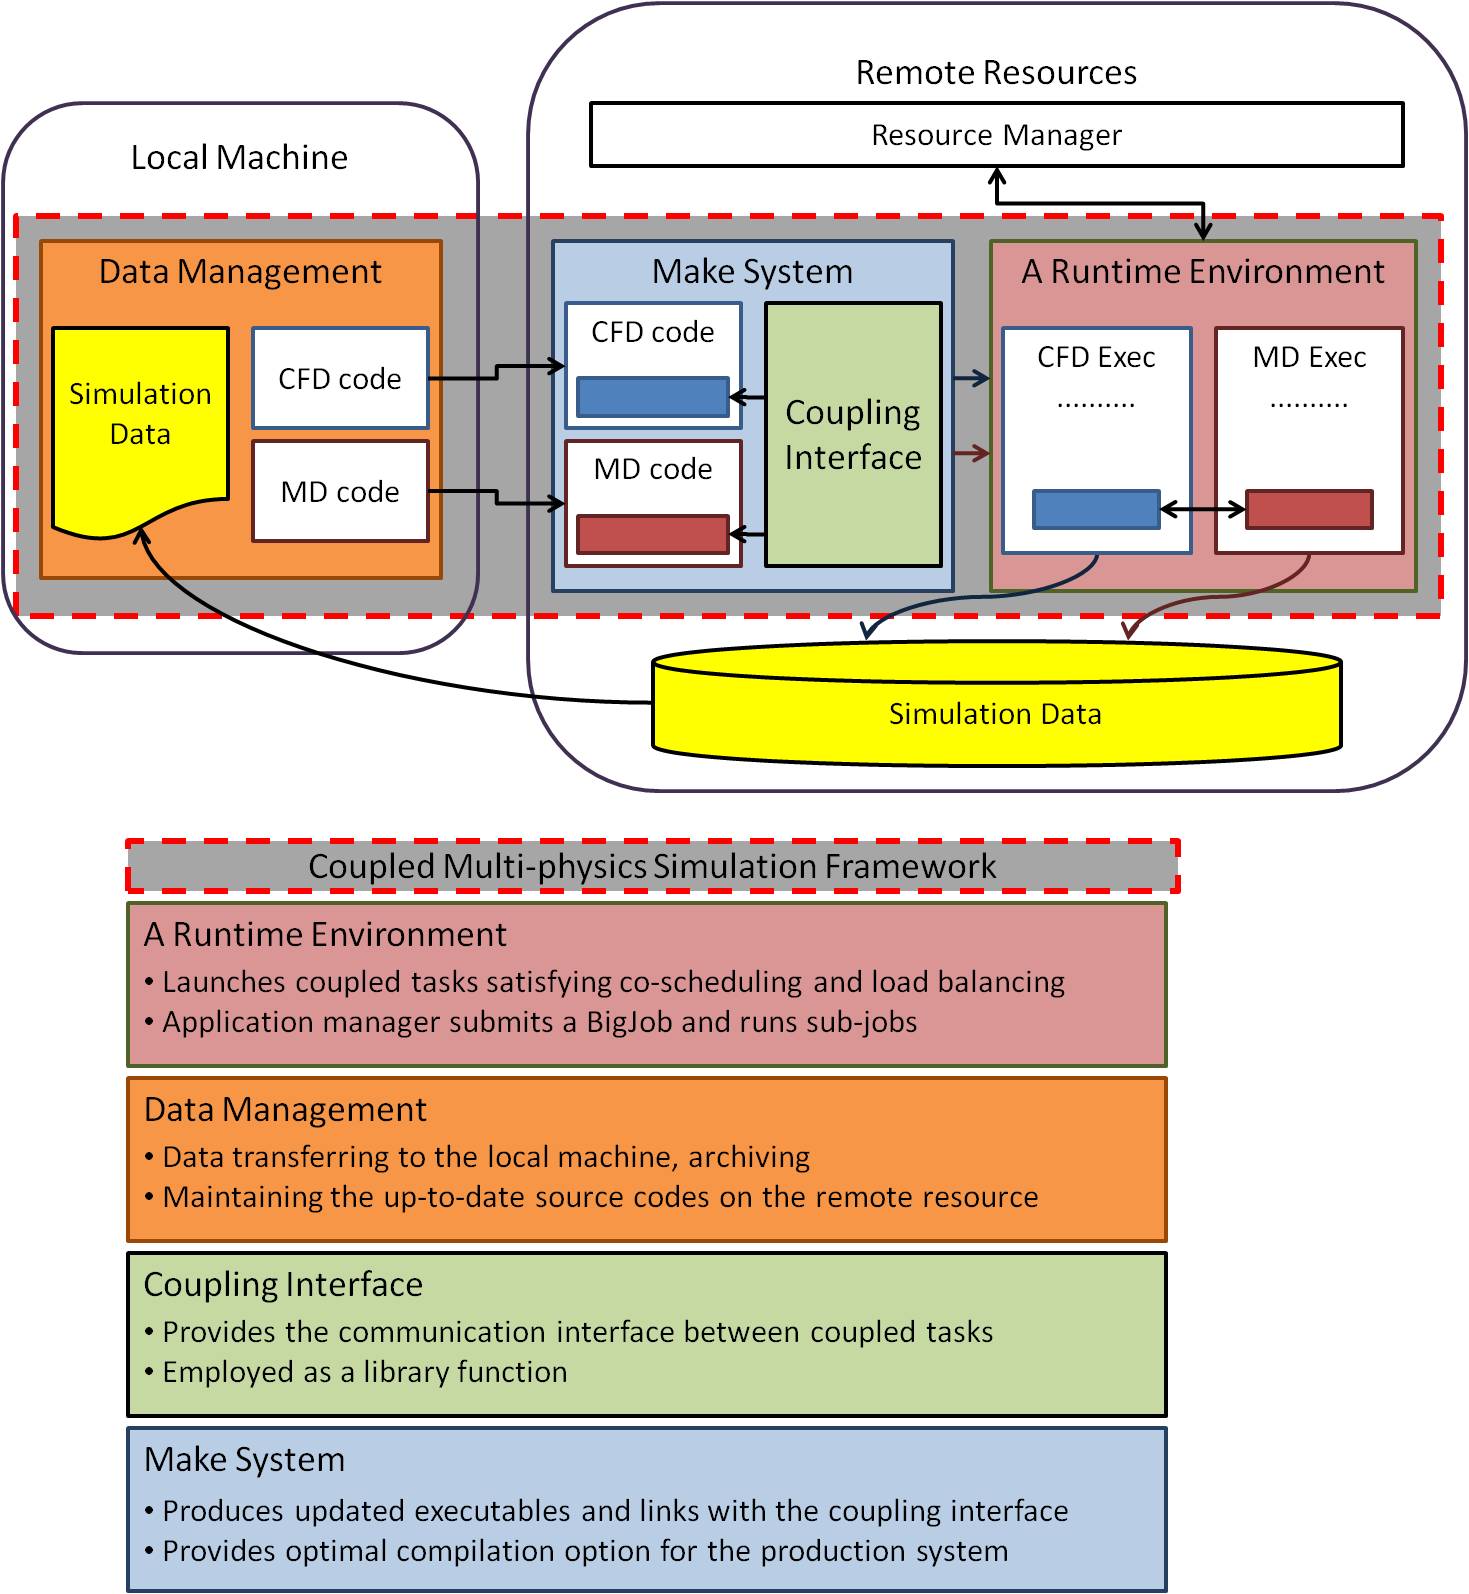 Remote Resources
Resource Manager
Local Machine
Data Management
Simulation
Data
CFD code
MD code
Make System
CFD code
MD code
Coupling
Interface
A Runtime Environment
CFD Exec
..........
MD Exec
..........
Simulation Data
Coupled Multi-physics Simulation Framework
A Runtime Environment
• Launches coupled tasks satisfying co-scheduling and load balancing
• Application manager submits a BigJob and runs sub-jobs
Data Management
• Data transferring to the local machine, archiving
• Maintaining the up-to-date source codes on the remote resource
Coupling Interface
• Provides the communication interface between coupled tasks
• Employed as a library function
Make System
• Produces updated executables and links with the coupling interface
• Provides optimal compilation option for the production system